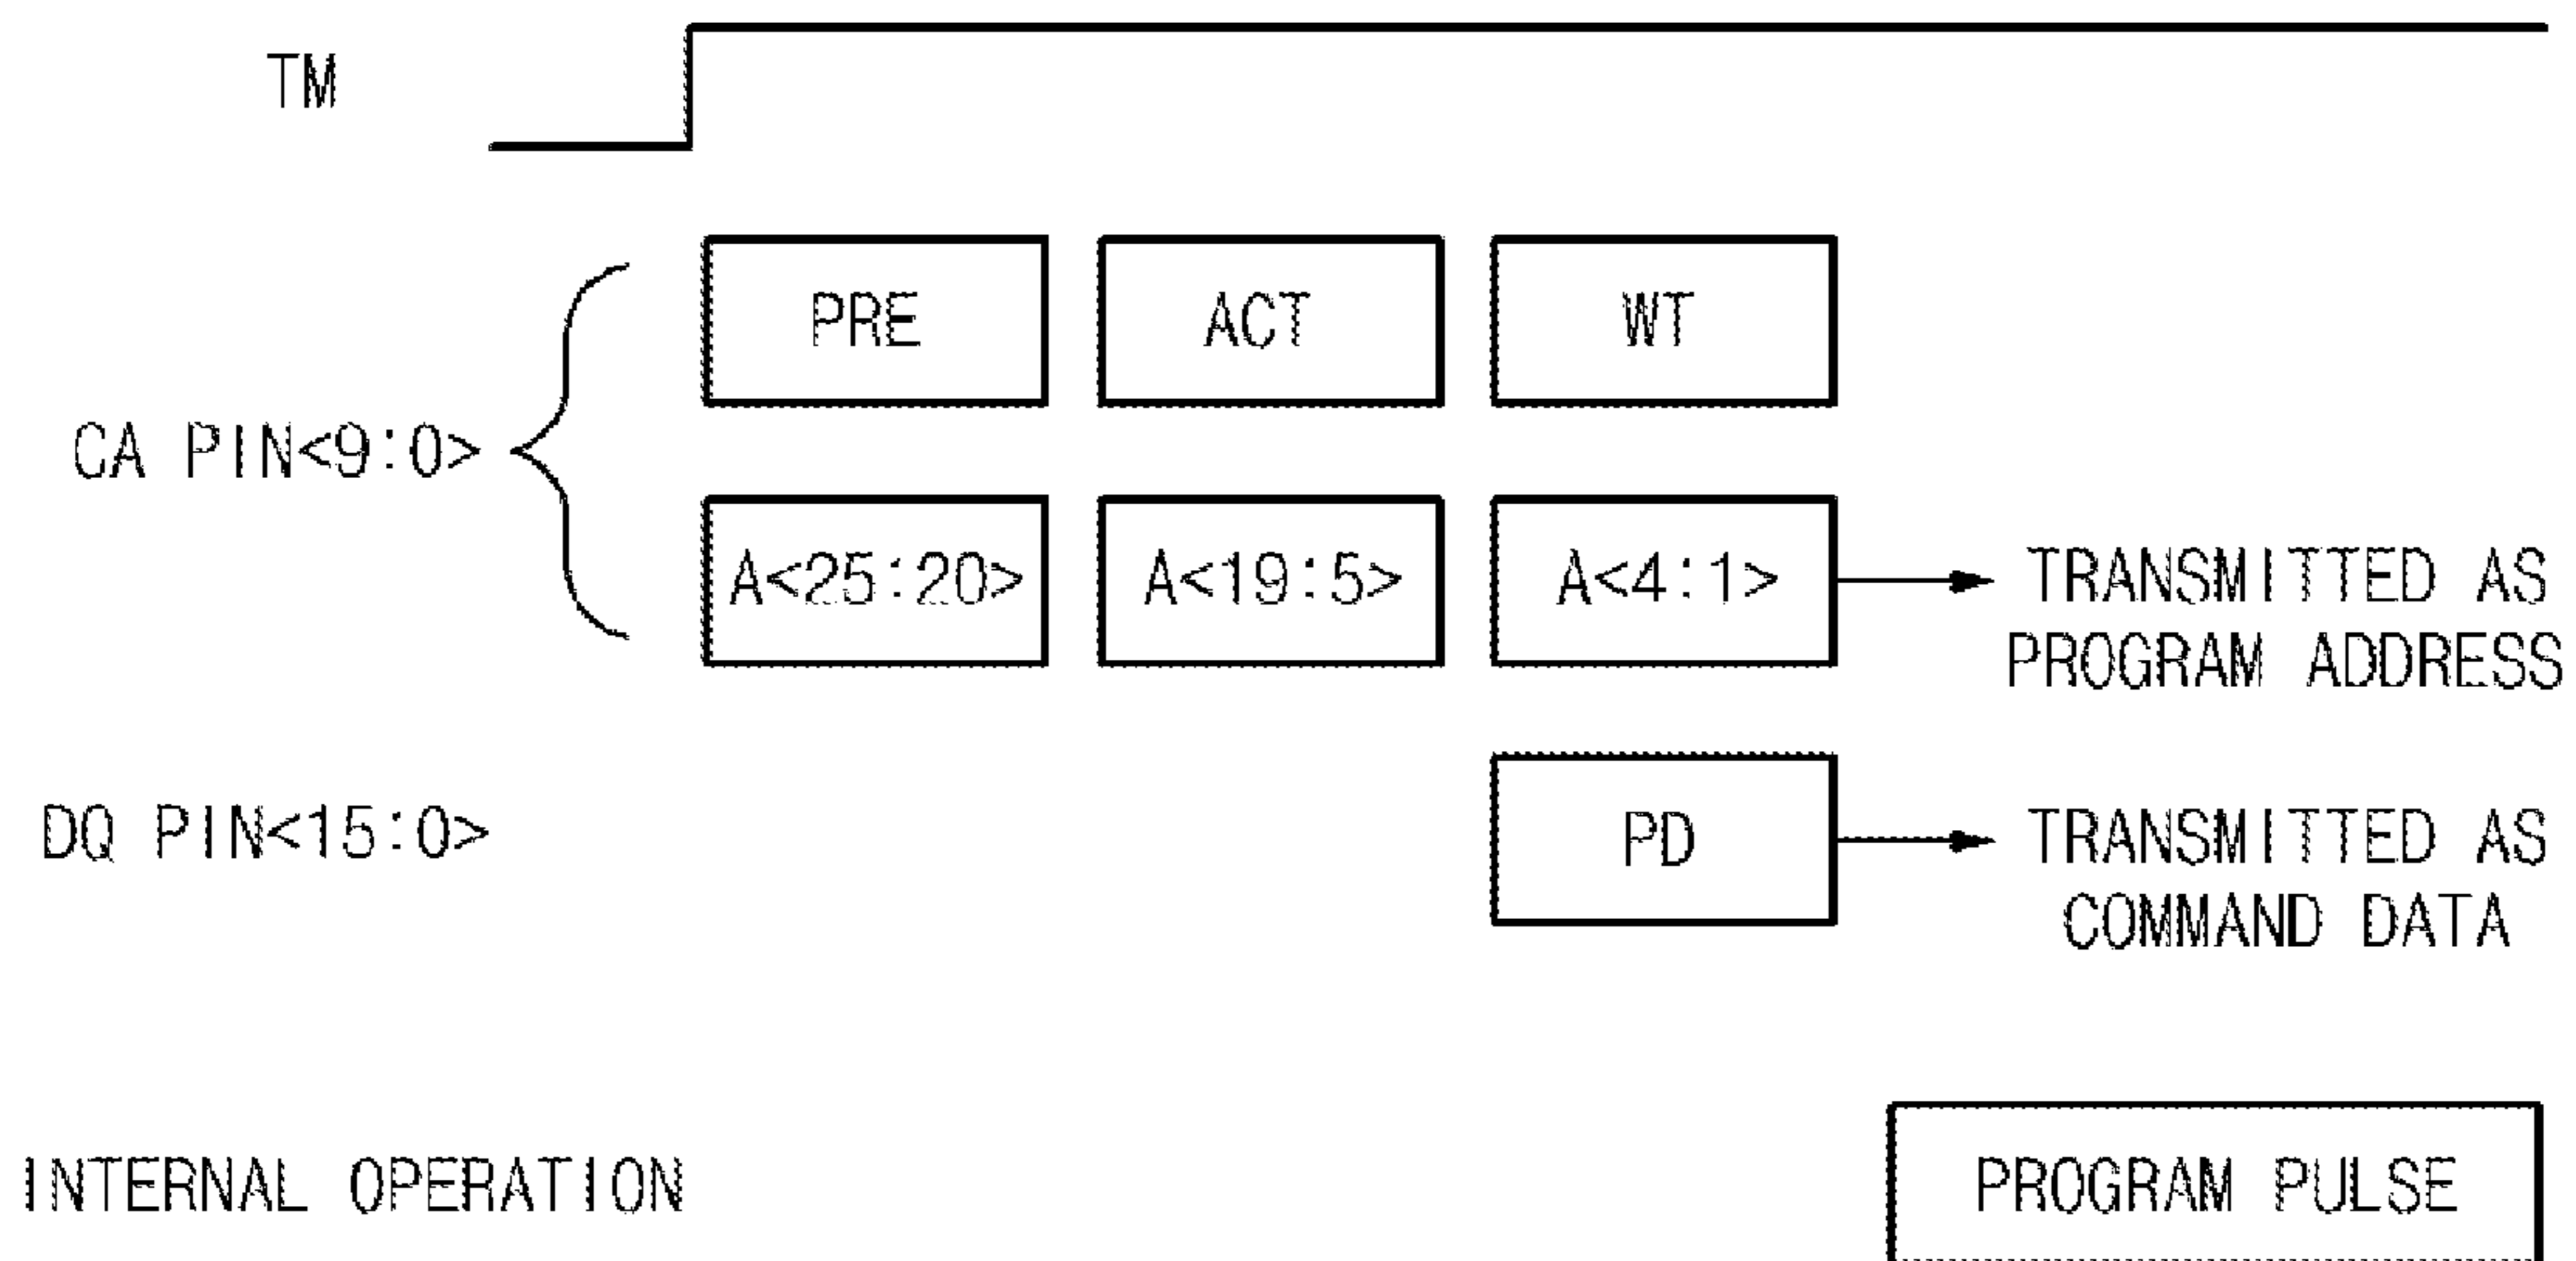 TM
PRE
ACT
WT
CA PIN<9:0>
A<25:20>
A<19:5>
A<4:1>
TRANSMITTED AS
PROGRAM ADDRESS
DQ PIN<15:0>
PD
TRANSMITTED AS
COMMAND DATA
INTERNAL OPERATION
PROGRAM PULSE